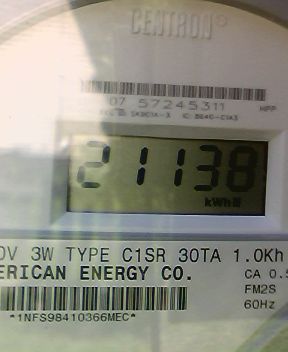 CENTRON®
07 57245311
21138
kWh
0V 3W TYPE C1SR 30TA 1.0Kh
ERICAN ENERGY CO.
CA 0.5
FM2S
*1NFS98410366MEC*
60Hz